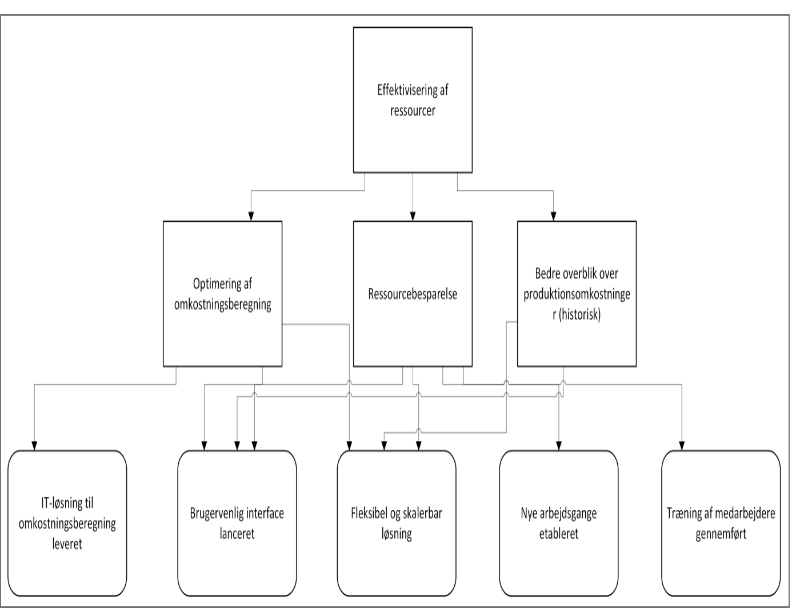 Effektivisering af
ressourcer
Optimering af
omkostningsberegning
Ressourcebesparelse
Bedre overblik over
produktionsomkostninge
r (historisk)
IT-løsning til
omkostningsberegning
leveret
Brugervenlig interface
lanceret
Fleksibel og skalerbar
løsning
Nye arbejdsgange
etableret
Træning af medarbejdere
gennemført